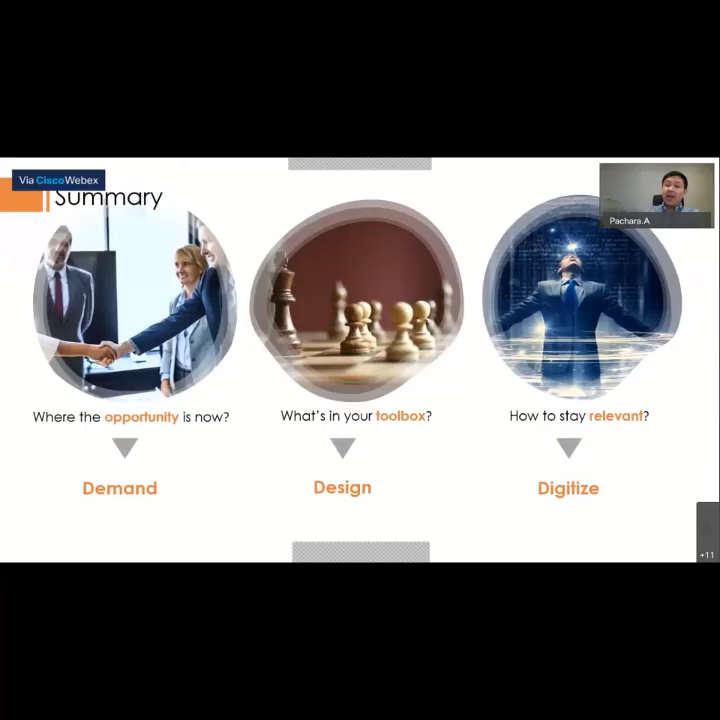 Via CiscoWebex
Summary
Pachara.A
Where the opportunity is now?
What's in your toolbox?
How to stay relevant?
Demand
Design
Digitize
+11